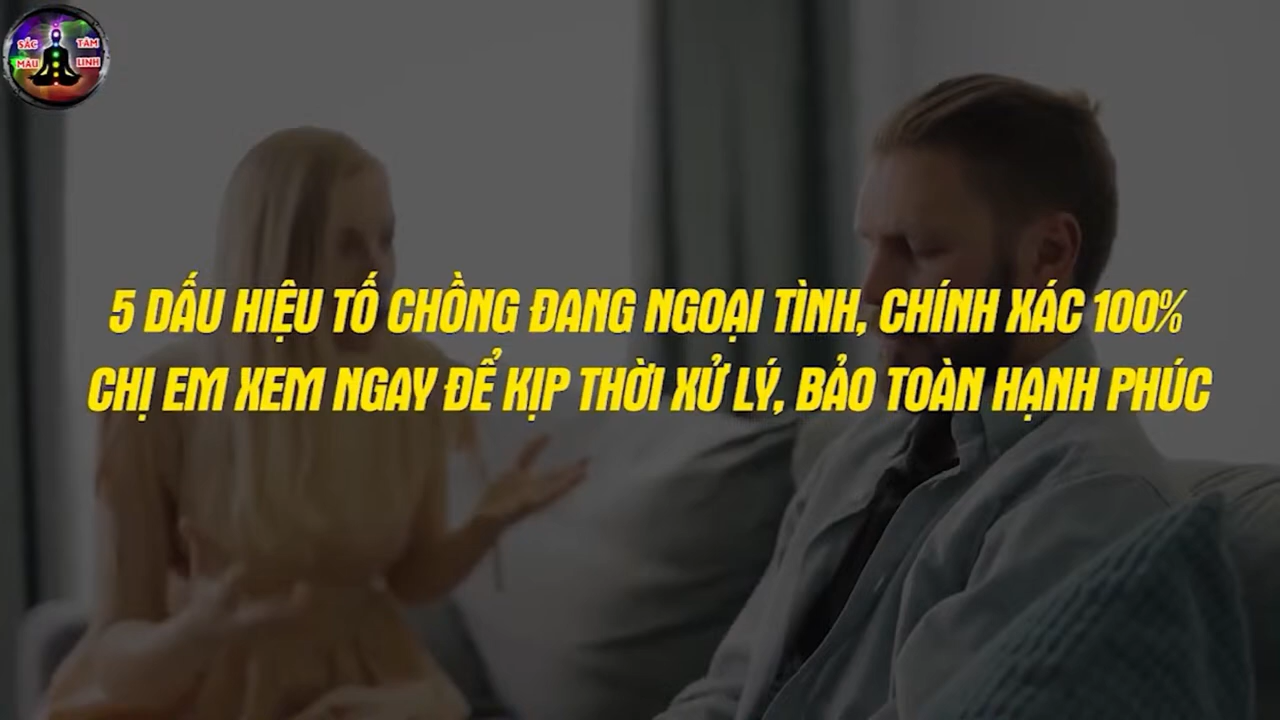 SẮC TÂM
MÀU LINH
5 DẤU HIỆU TỐ CHỒNG ĐANG NGOẠI TÌNH, CHÍNH XÁC 100%
CHỊ EM XEM NGAY ĐỂ KỊP THỜI XỬ LÝ, BẢO TOÀN HẠNH PHÚC